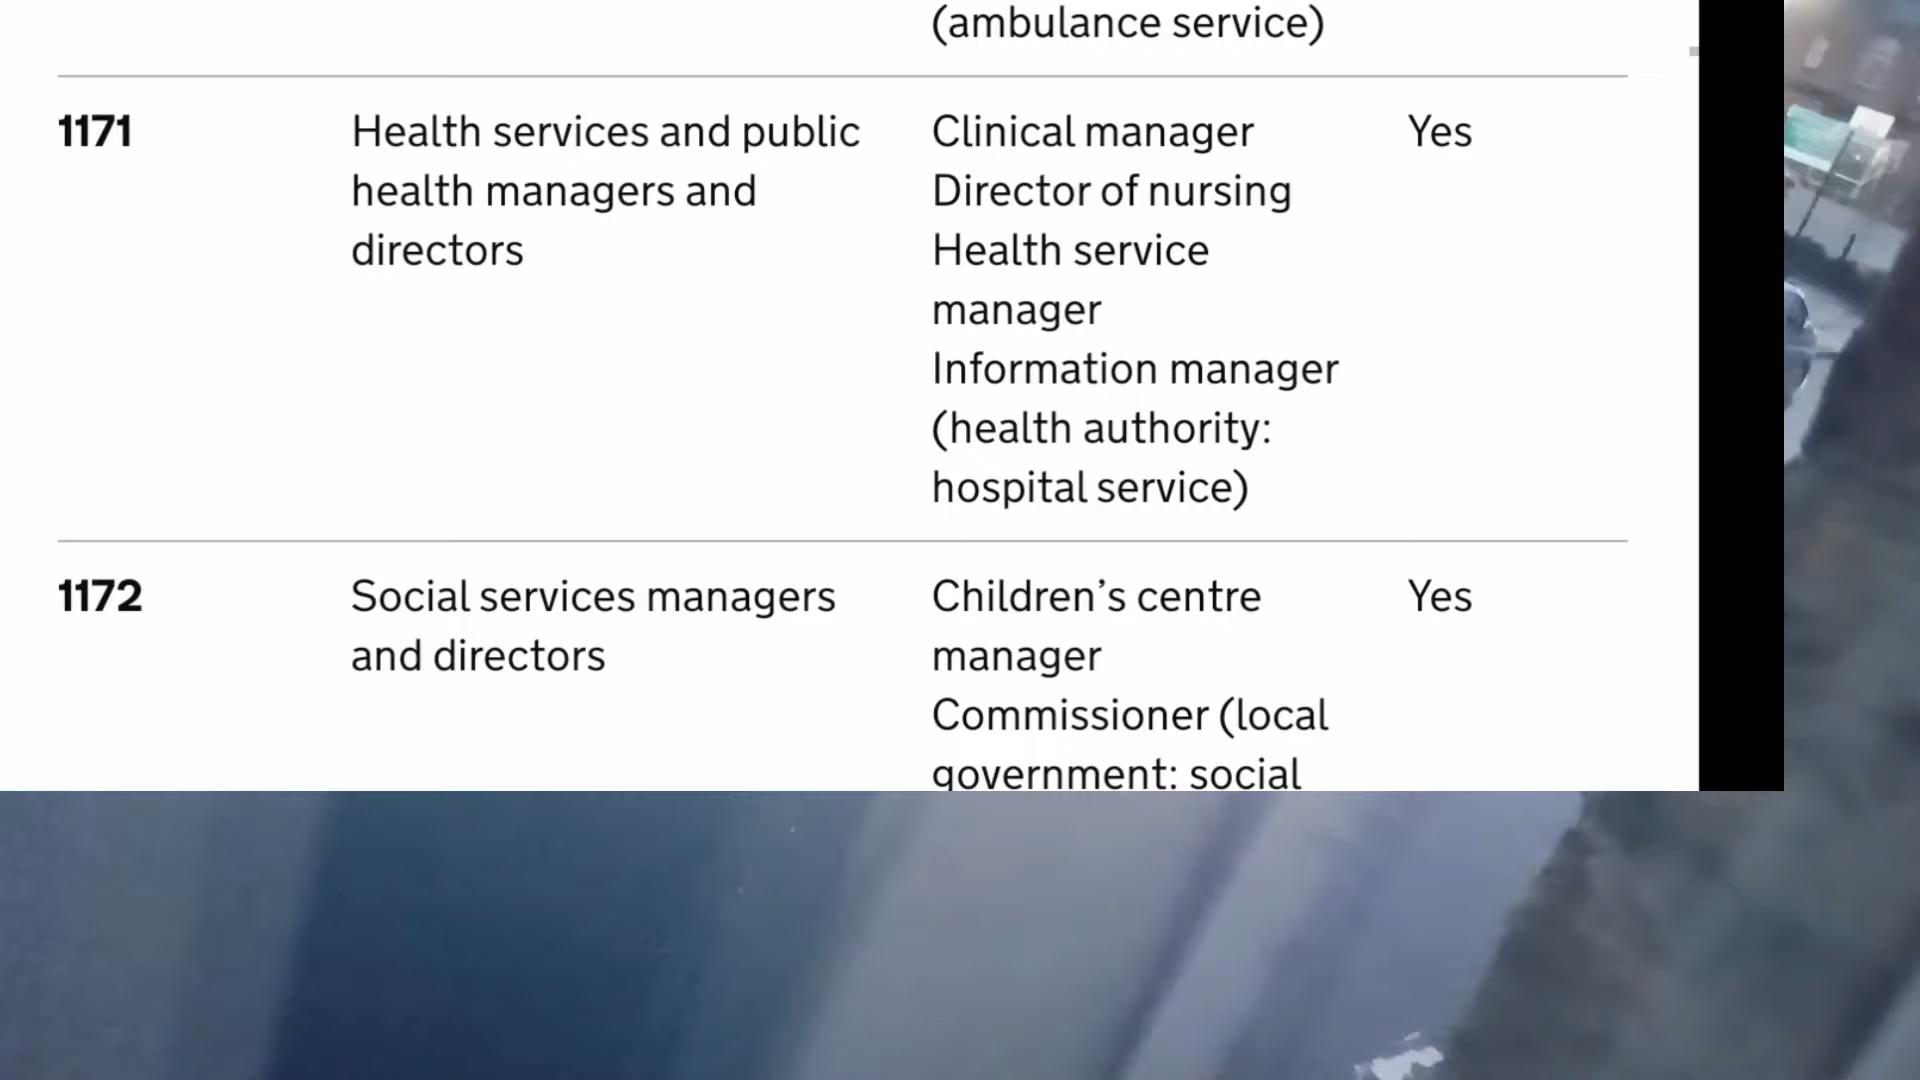 (ambulance service)
1171 Health services and public Clinical manager Yes
health managers and Director of nursing
directors Health service
manager
Information manager
(health authority:
hospital service)
1172 Social services managers Children’s centre Yes
and directors manager
Commissioner (local
government: social